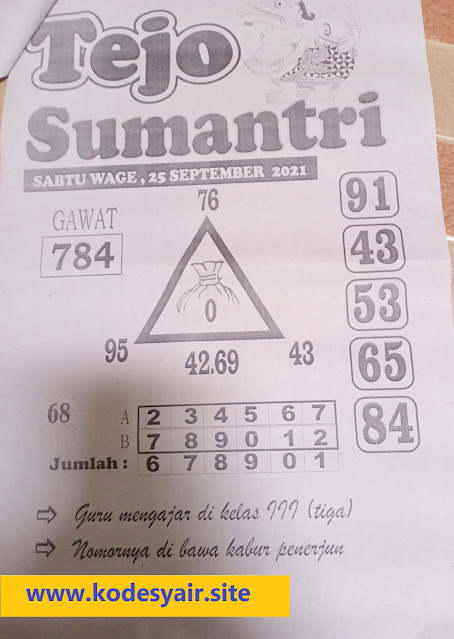 Tejo
Sumantri
SABTU WAGE , 25 SEPTEMBER 2021
76
GAWAT
784
0
95
42.69
43
91
43
53
65
84
68
A 2 3 4 5 6 7
B 7 8 9 0 1 2
Jumlah : 6 7 8 9 0 1
Guru mengajar di kelas III (tiga)
Nomornya di bawa kabur penerjun
www.kodesyair.site